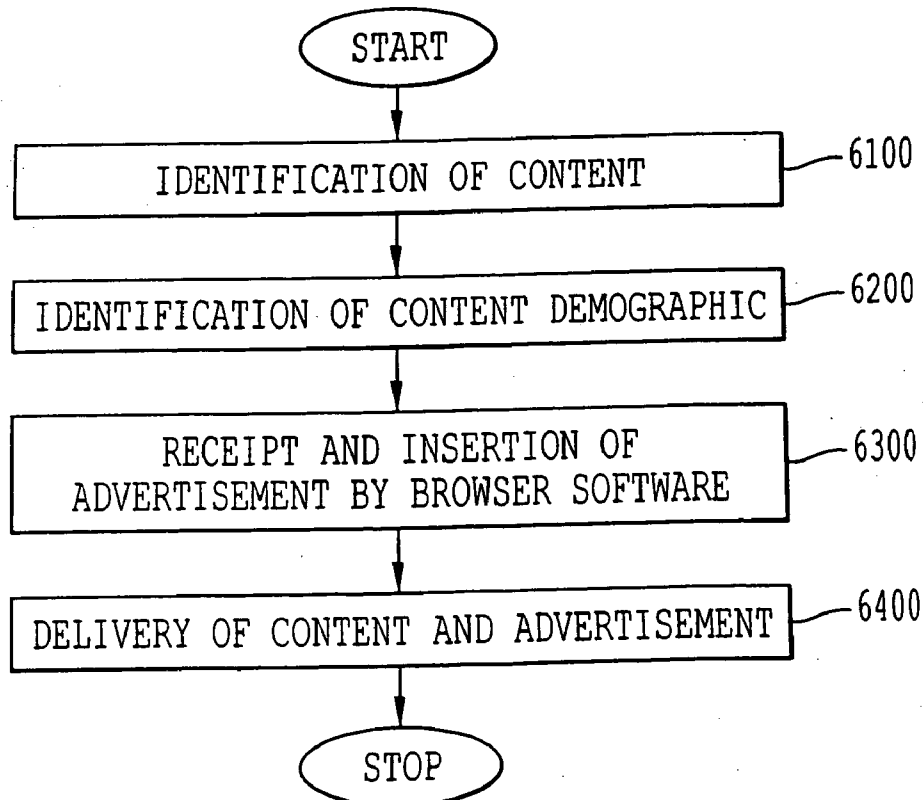 START
IDENTIFICATION OF CONTENT
6100
IDENTIFICATION OF CONTENT DEMOGRAPHIC
6200
RECEIPT AND INSERTION OF
ADVERTISEMENT BY BROWSER SOFTWARE
6300
DELIVERY OF CONTENT AND ADVERTISEMENT
6400
STOP